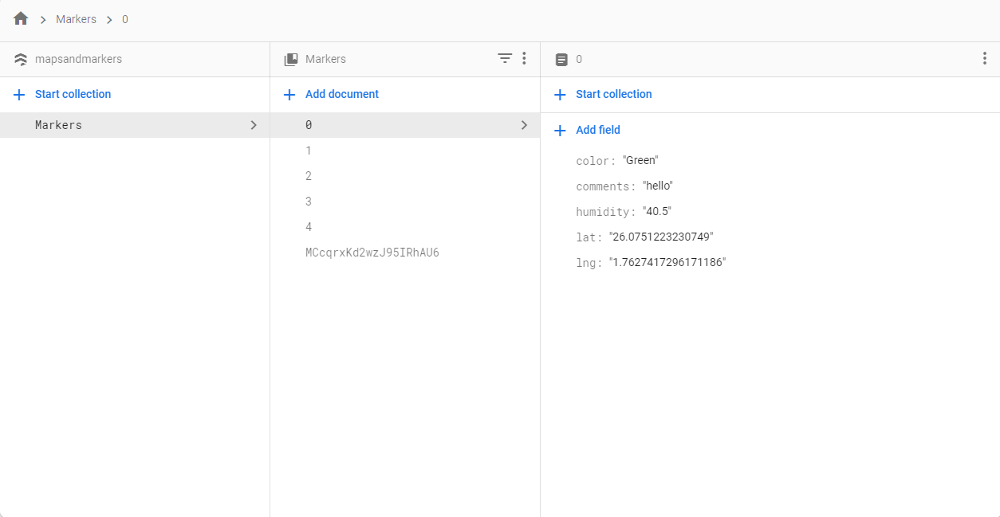 Markers 0
mapsandmarkers
Start collection
Markers
Markers
Add document
0
1
2
3
4
MCcqrxKd2wzJ95IRhAU6
0
Start collection
Add field
color: "Green"
comments: "hello"
humidity: "40.5"
lat: "26.0751223230749"
lng: "1.7627417296171186"